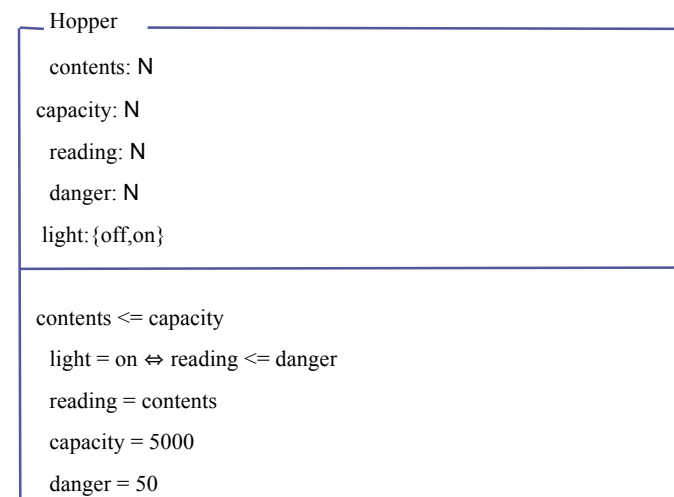 Hopper
contents: N
capacity: N
reading: N
danger: N
light:{off,on}
contents <= capacity
light = on ⇔ reading <= danger
reading = contents
capacity = 5000
danger = 50